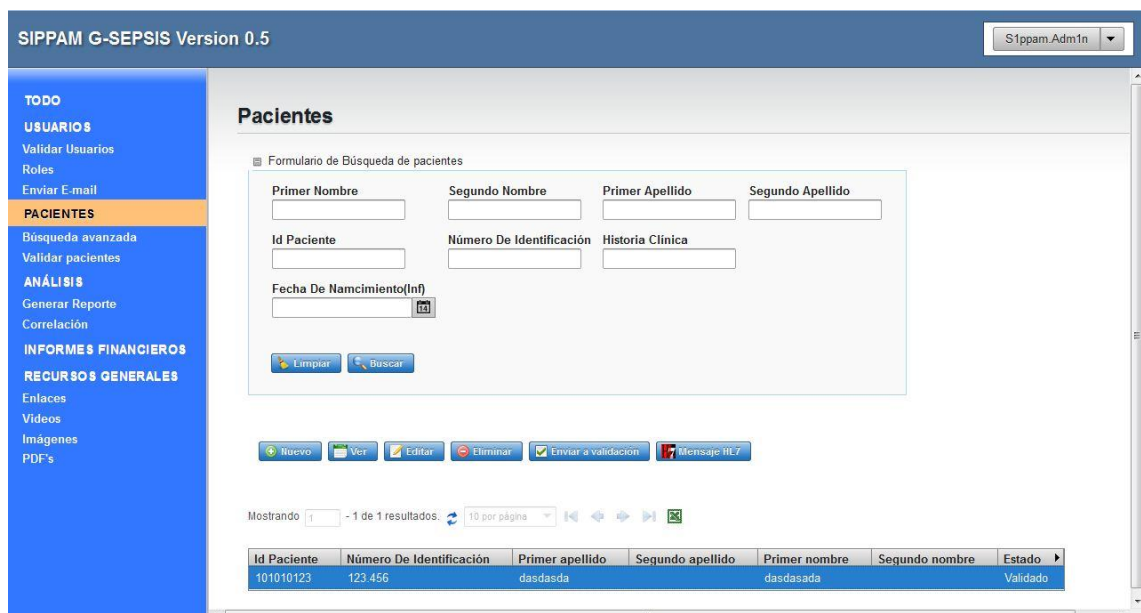 SIPPAM G-SEPSIS Version 0.5
S1ppam.Adm1n
TODO
USUARIOS
Validar Usuarios
Roles
Enviar E-mail
PACIENTES
Búsqueda avanzada
Validar pacientes
ANÁLISIS
Generar Reporte
Correlación
INFORMES FINANCIEROS
RECURSOS GENERALES
Enlaces
Videos
Imágenes
PDF's
Pacientes
Formulario de Búsqueda de pacientes
Primer Nombre Segundo Nombre Primer Apellido Segundo Apellido
Id Paciente Número De Identificación Historia Clínica
Fecha De Namcimiento(Inf)
14
Limpiar Buscar
Nuevo Ver Editar Eliminar Enviar a validación Mensaje HL7
Mostrando 1 - 1 de 1 resultados. 10 por página
Id Paciente Número De Identificación Primer apellido Segundo apellido Primer nombre Segundo nombre Estado
101010123 123.456 dasdasda dasdasada Validado